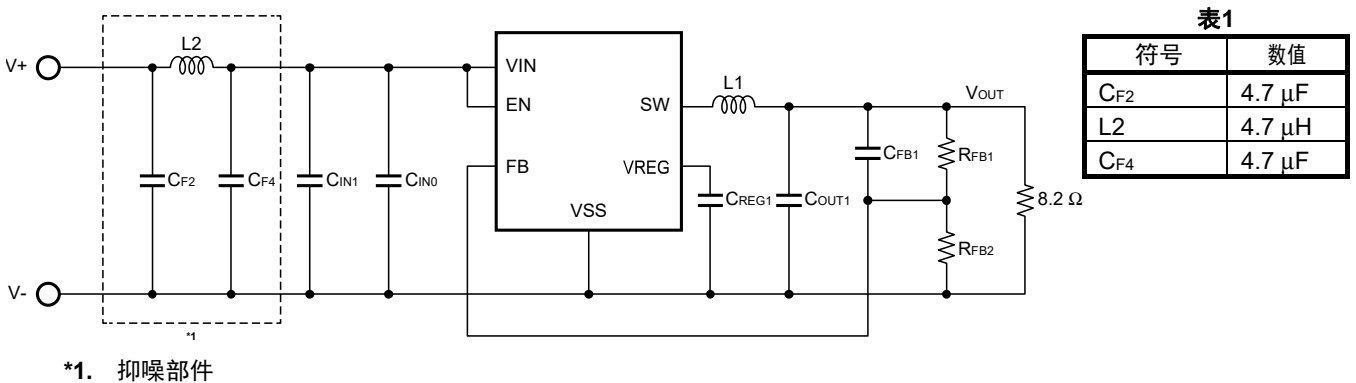 表1
符号 数值
CF2 4.7 μF
L2 4.7 μH
CF4 4.7 μF
V+
L2
CF2
CF4
CIN1
CIN0
VIN
EN
FB
SW
VREG
VSS
L1
CREG1
COUT1
CFB1
VOUT
RFB1
RFB2
8.2 Ω
V-
*1
*1. 抑噪部件